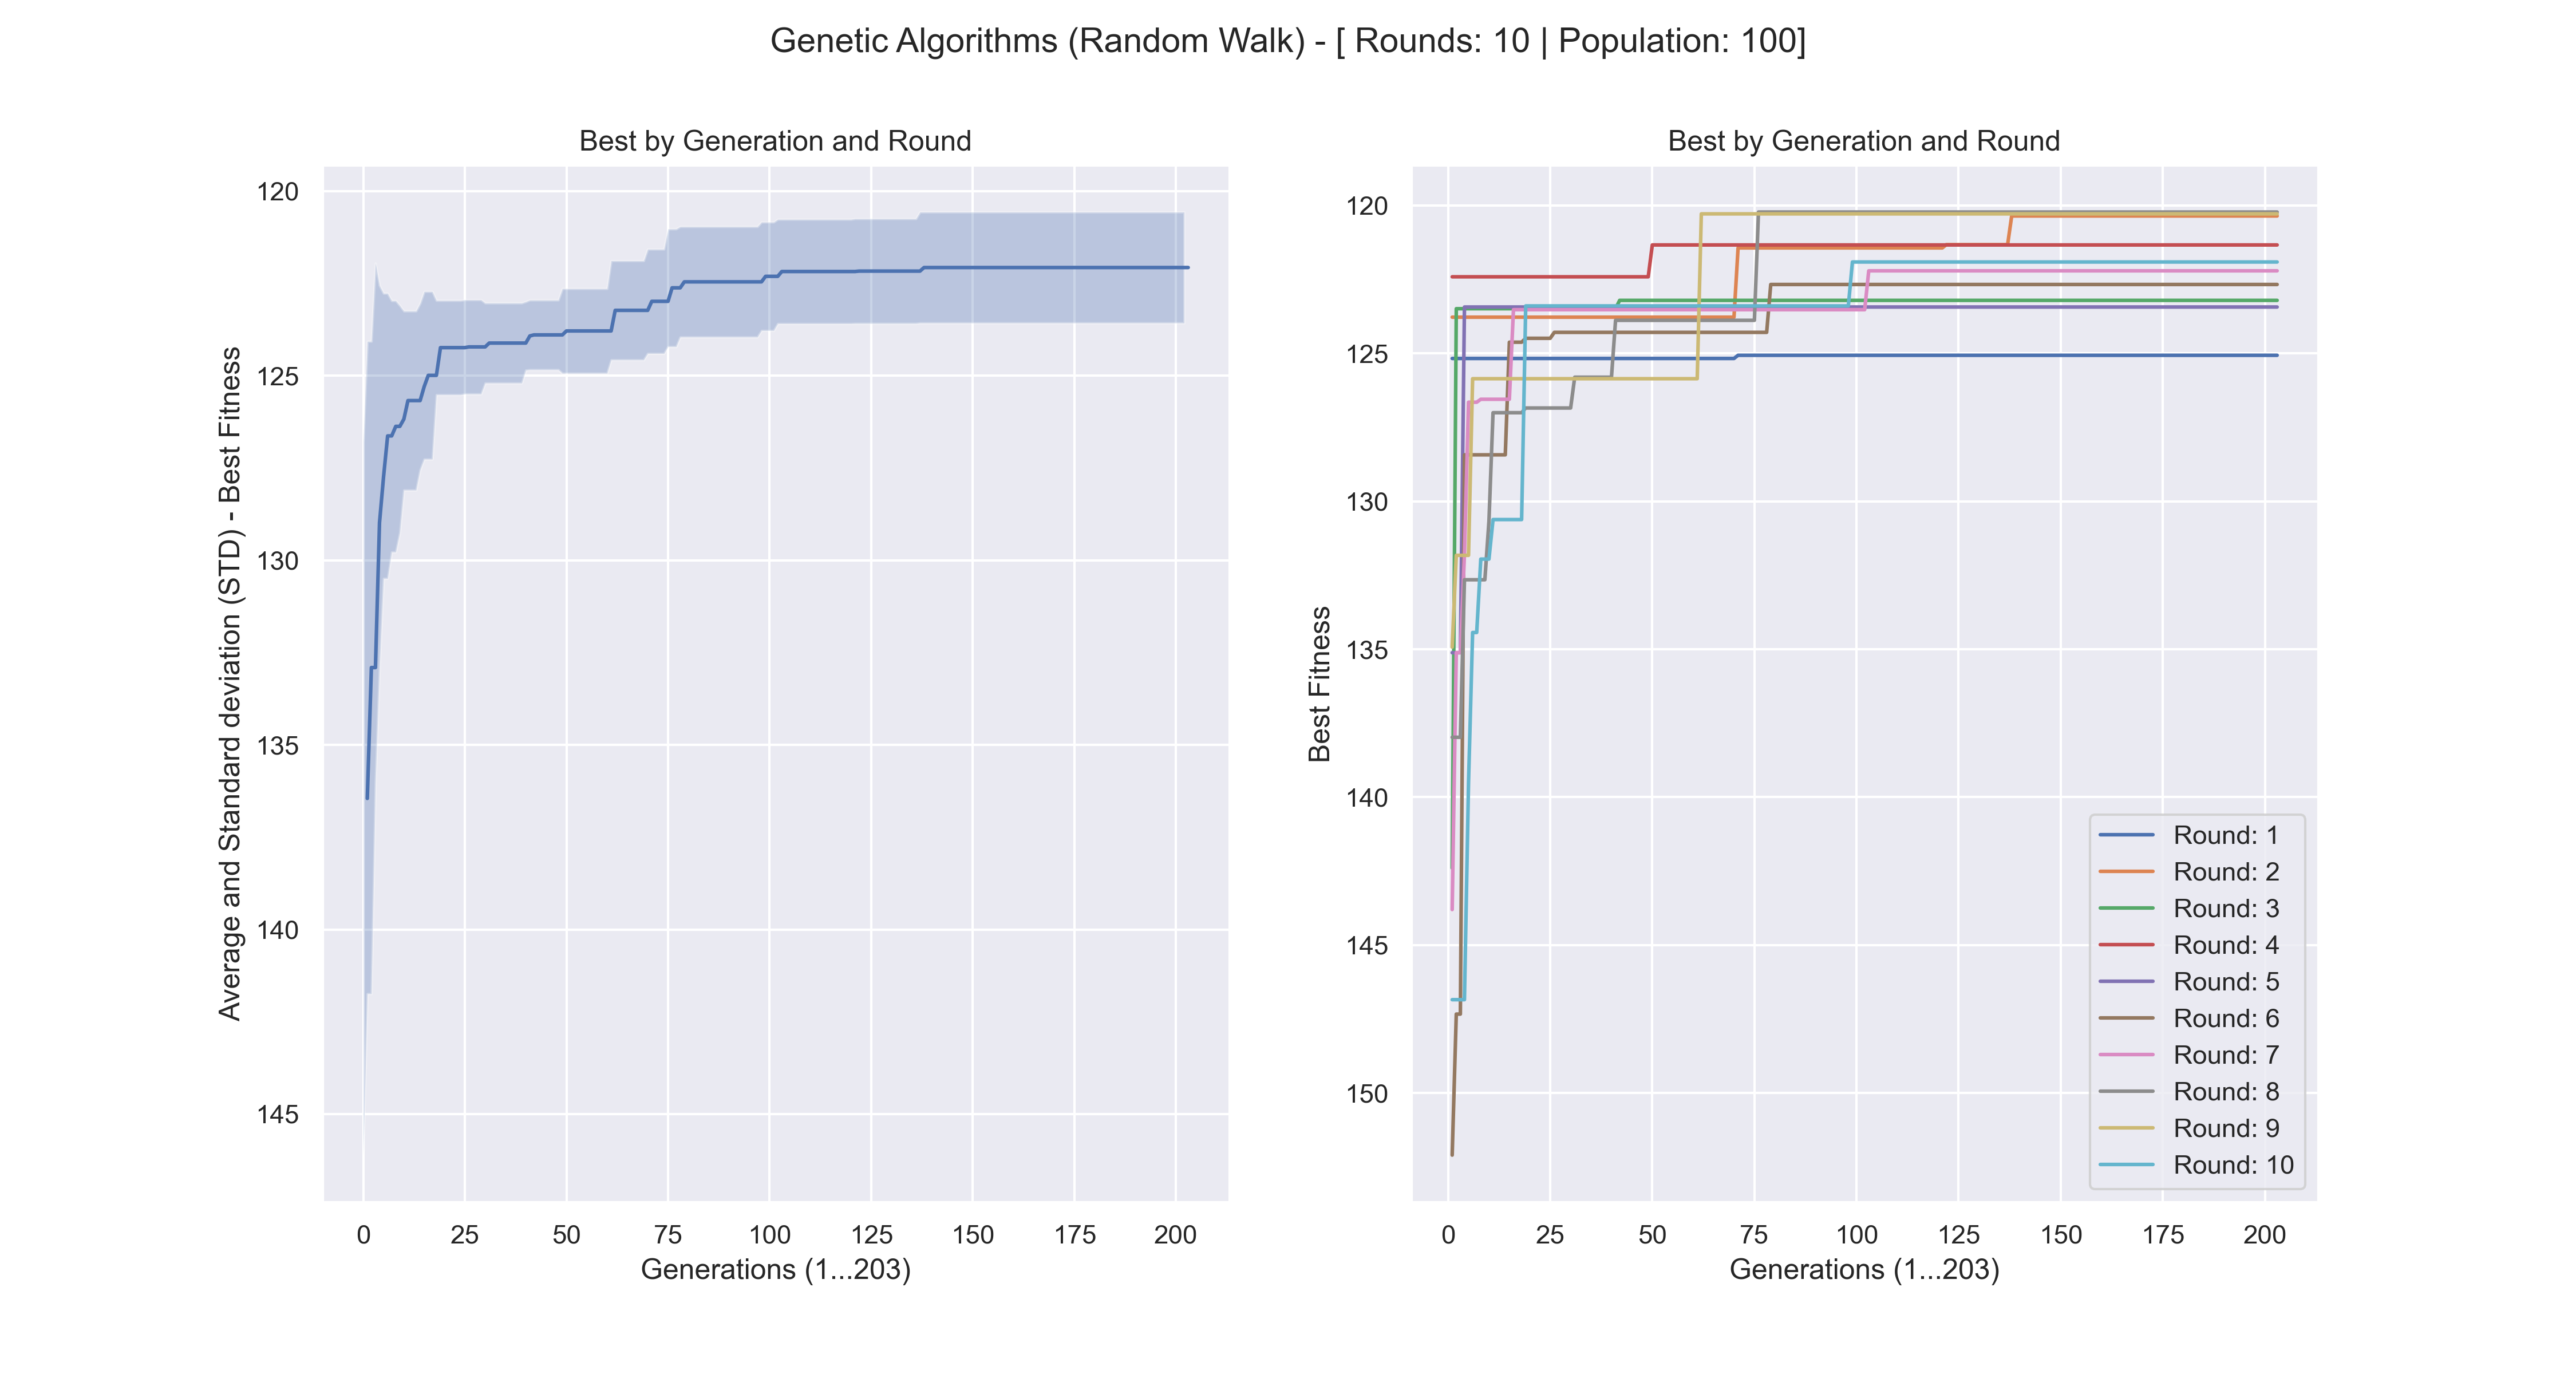 Genetic Algorithms (Random Walk) - [ Rounds: 10 | Population: 100]
Best by Generation and Round
Average and Standard deviation (STD) - Best Fitness
120
125
130
135
140
145
0 25 50 75 100 125 150 175 200
Generations (1...203)
Best by Generation and Round
Best Fitness
120
125
130
135
140
145
150
Round: 1
Round: 2
Round: 3
Round: 4
Round: 5
Round: 6
Round: 7
Round: 8
Round: 9
Round: 10
0 25 50 75 100 125 150 175 200
Generations (1...203)